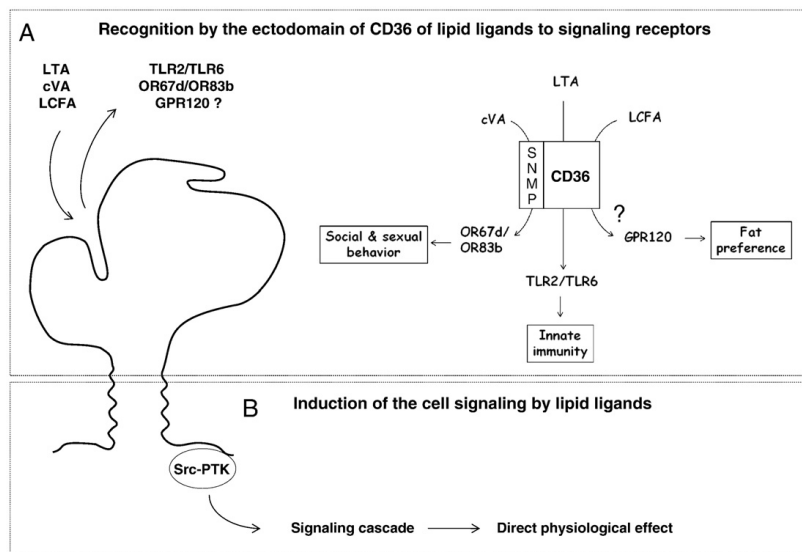 A
Recognition by the ectodomain of CD36 of lipid ligands to signaling receptors
LTA
cVA
LCFA
TLR2/TLR6
OR67d/OR83b
GPR120 ?
LTA
cVA
LCFA
S
N
M
P
CD36
?
Social & sexual
behavior
OR67d/
OR83b
GPR120
Fat
preference
TLR2/TLR6
Innate
immunity
B
Induction of the cell signaling by lipid ligands
Src-PTK
Signaling cascade
Direct physiological effect